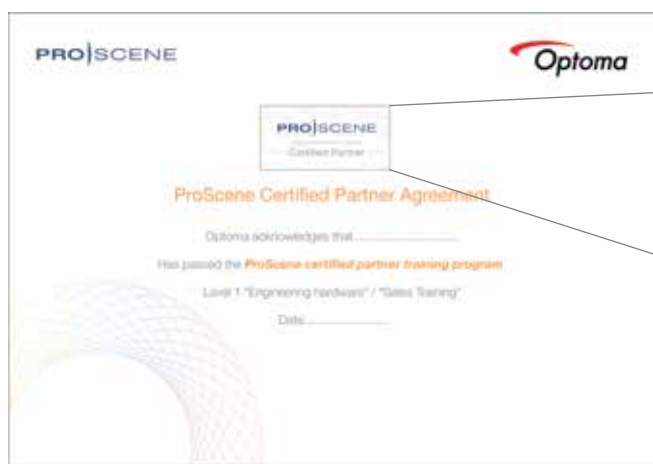 PRO|SCENE
Optoma
PRO|SCENE
Certified Partner
ProScene Certified Partner Agreement
Optoma acknowledges that
Has passed the ProScene certified partner training program
Level 1 "Engineering hardware" / "Sales Training"
Date